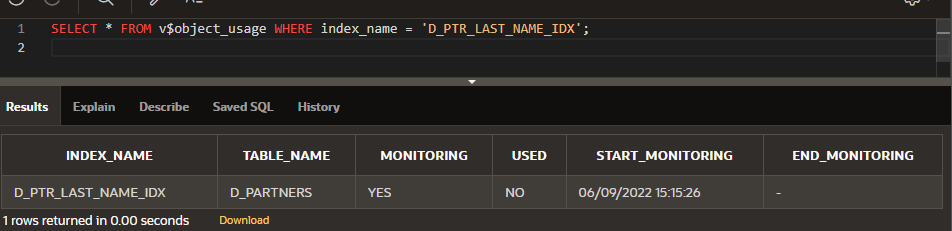 1 SELECT * FROM v$object_usage WHERE index_name = 'D_PTR_LAST_NAME_IDX';
2
Results Explain Describe Saved SQL History
INDEX_NAME TABLE_NAME MONITORING USED START_MONITORING END_MONITORING
D_PTR_LAST_NAME_IDX D_PARTNERS YES NO 06/09/2022 15:15:26 -
1 rows returned in 0.00 seconds Download